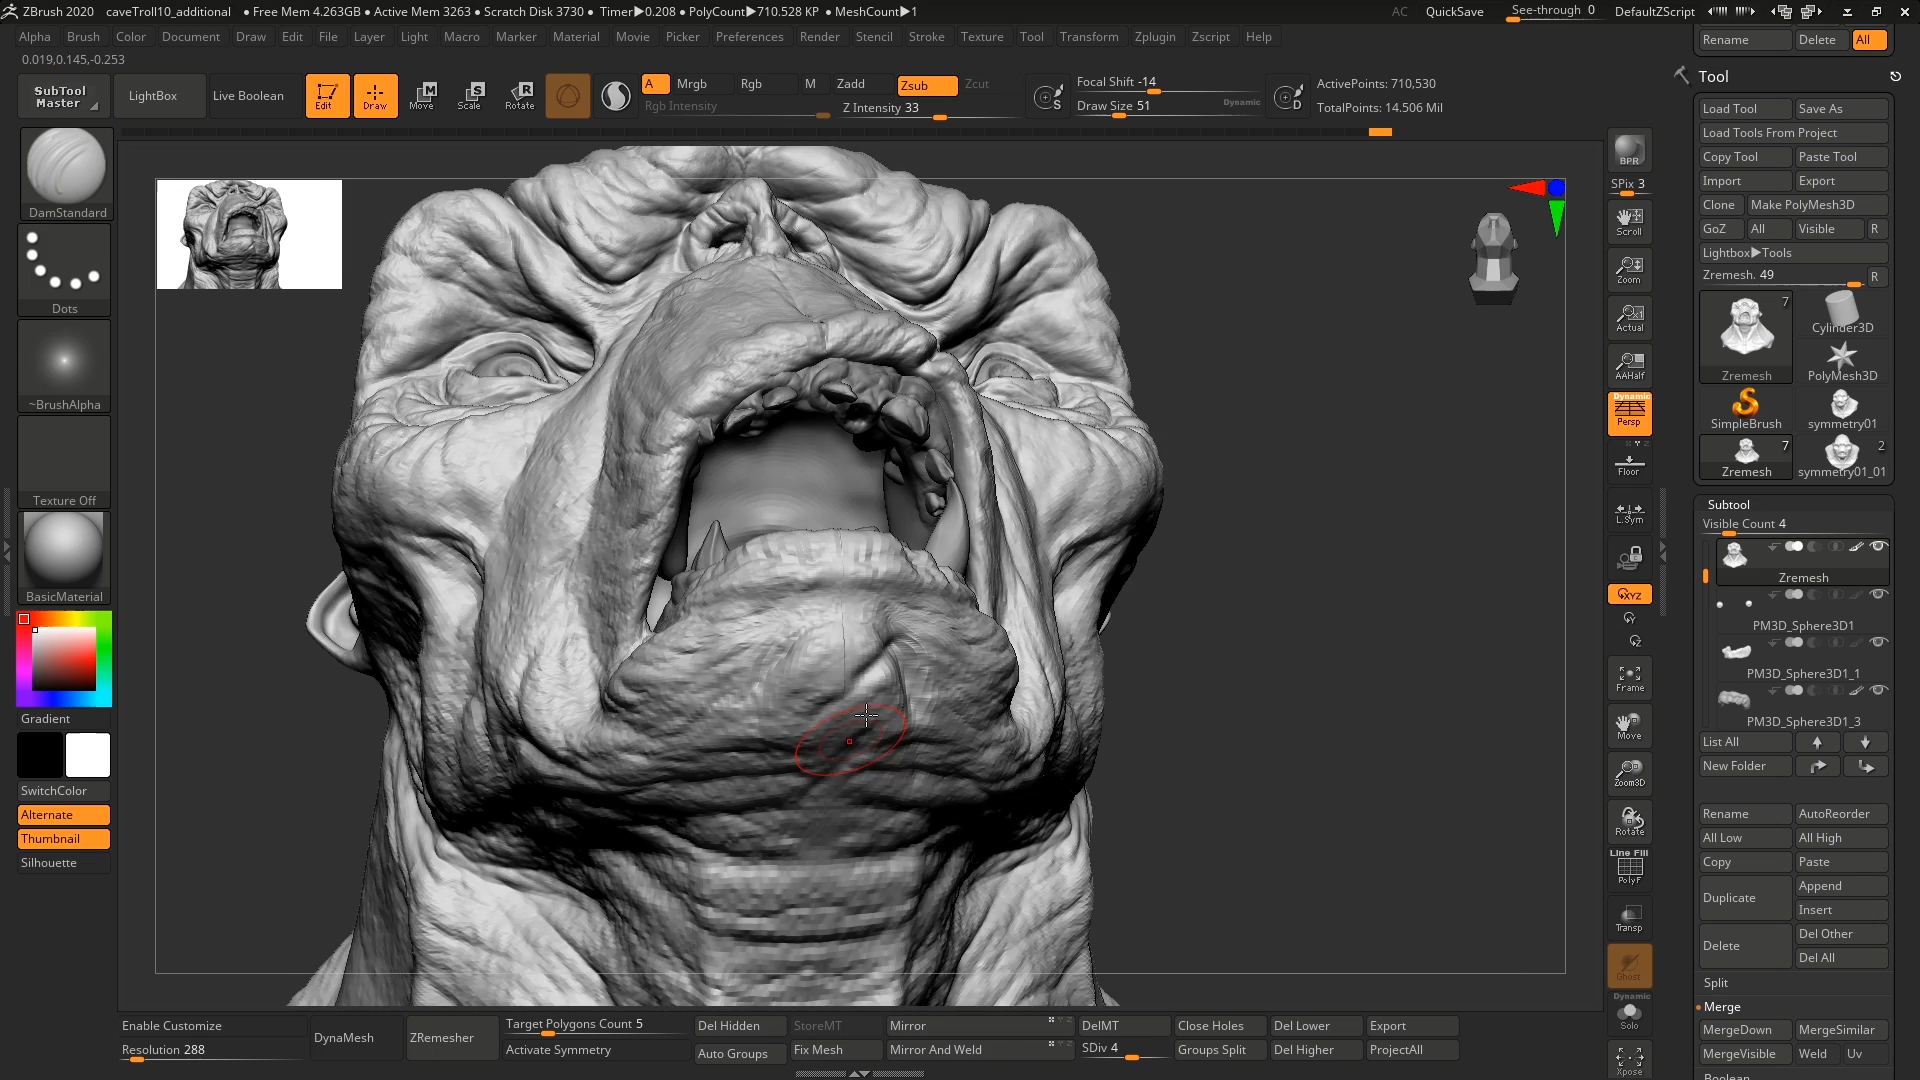 ZBrush 2020 caveTroll10_additional ● Free Mem 4.263GB ● Active Mem 3263 ● Scratch Disk 3730 ● Timer▶0.208 ● PolyCount▶710.528 KP ● MeshCount▶1 AC QuickSave See-through 0 DefaultZScript
Alpha Brush Color Document Draw Edit File Layer Light Macro Marker Material Movie Picker Preferences Render Stencil Stroke Texture Tool Transform Zplugin Zscript Help
0.019,0.145,-0.253
SubTool Master
LightBox
Live Boolean
Edit
Draw
Move
Scale
Rotate
A Mrgb Rgb M Zadd Zsub Zcut
Rgb Intensity
Z Intensity 33
S
Focal Shift -14
Draw Size 51
Dynamic
D
ActivePoints: 710,530
TotalPoints: 14.506 Mil
DamStandard
Dots
~BrushAlpha
Texture Off
BasicMaterial
Gradient
SwitchColor
Alternate
Thumbnail
Silhouette
BPR
SPix 3
Scroll
Zoom
Actual
AAHalf
Dynamic
Persp
Floor
L.Sym
XYZ
Y
Z
Frame
Move
Zoom3D
Rotate
Line Fill
PolyF
Transp
Ghost
Dynamic
Solo
Xpose
Rename Delete All
Tool
Load Tool Save As
Load Tools From Project
Copy Tool Paste Tool
Import Export
Clone Make PolyMesh3D
GoZ All Visible R
Lightbox▶Tools
Zremesh. 49 R
7
Zremesh
Cylinder3D
PolyMesh3D
SimpleBrush symmetry01
7 2
Zremesh symmetry01_01
Subtool
Visible Count 4
Zremesh
PM3D_Sphere3D1
PM3D_Sphere3D1_1
PM3D_Sphere3D1_3
List All
New Folder
Rename AutoReorder
All Low All High
Copy Paste
Duplicate Append
Insert
Delete Del Other
Del All
Split
Merge
MergeDown MergeSimilar
MergeVisible Weld Uv
Boolean
Enable Customize
Resolution 288
DynaMesh
ZRemesher
Target Polygons Count 5
Activate Symmetry
Del Hidden
Auto Groups
StoreMT
Fix Mesh
Mirror
Mirror And Weld
DelMT
SDiv 4
Close Holes
Groups Split
Del Lower
Del Higher
Export
ProjectAll